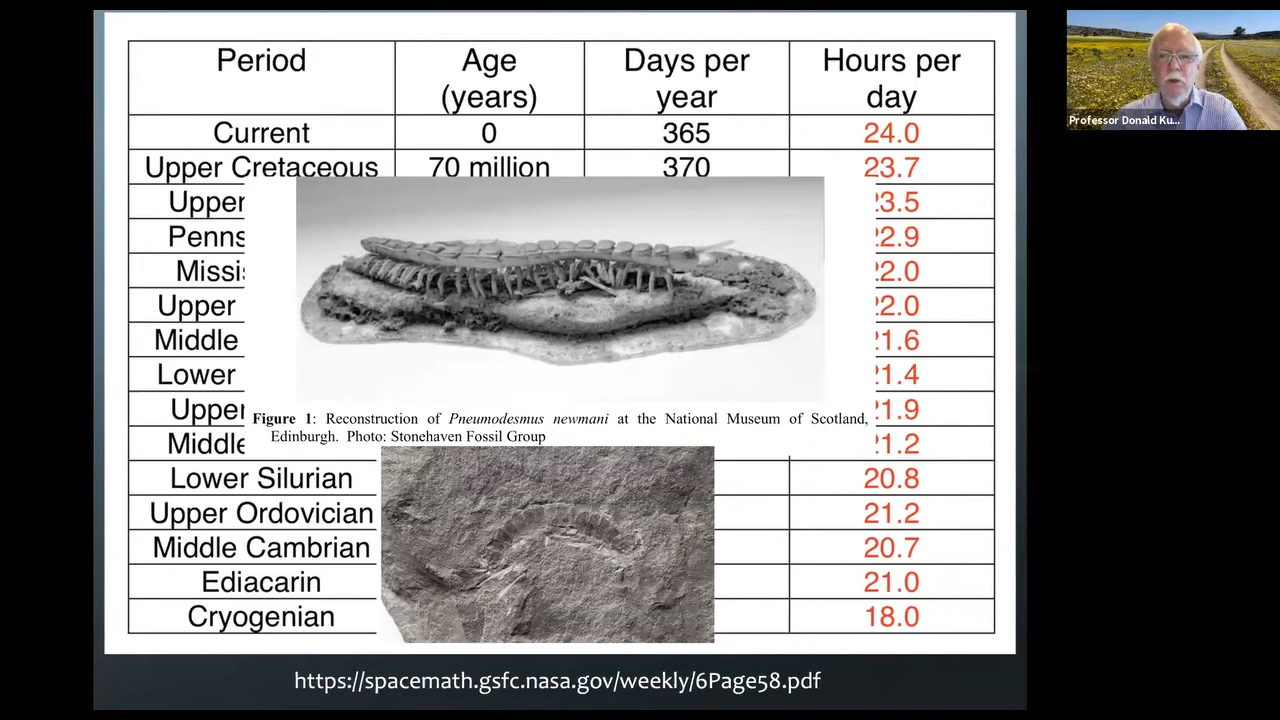 Period Age (years) Days per year Hours per day
Current 0 365 24.0
Upper Cretaceous 70 million 370 23.7
Upper 23.5
Penns 22.9
Missi 22.0
Upper 22.0
Middle 21.6
Lower 21.4
Upper 21.9
Middle 21.2
Lower Silurian 20.8
Upper Ordovician 21.2
Middle Cambrian 20.7
Ediacarin 21.0
Cryogenian 18.0
Figure 1: Reconstruction of Pneumodesmus newmani at the National Museum of Scotland,
Edinburgh. Photo: Stonehaven Fossil Group
https://spacemath.gsfc.nasa.gov/weekly/6Page58.pdf
Professor Donald Ku...